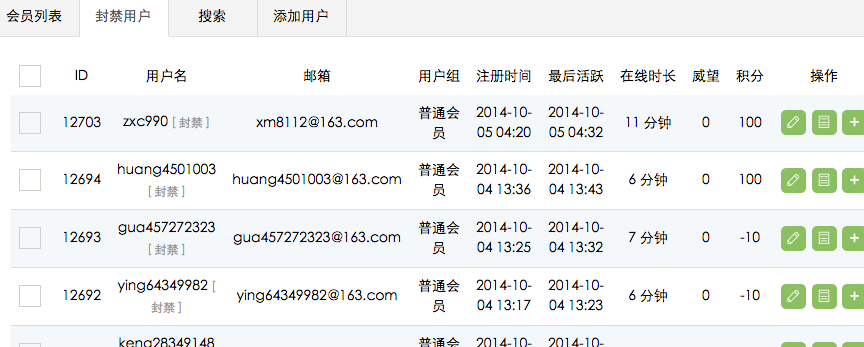 会员列表 封禁用户 搜索 添加用户
ID 用户名 邮箱 用户组 注册时间 最后活跃 在线时长 威望 积分 操作
12703 zxc990 [ 封禁 ] xm8112@163.com 普通会员 2014-10-05 04:20 2014-10-05 04:32 11 分钟 0 100
12694 huang4501003 [ 封禁 ] huang4501003@163.com 普通会员 2014-10-04 13:36 2014-10-04 13:43 6 分钟 0 100
12693 gua457272323 [ 封禁 ] gua457272323@163.com 普通会员 2014-10-04 13:25 2014-10-04 13:32 7 分钟 0 -10
12692 ying64349982 [ 封禁 ] ying64349982@163.com 普通会员 2014-10-04 13:17 2014-10-04 13:23 6 分钟 0 -10
keng28349148 普通会 2014-10- 2014-10-